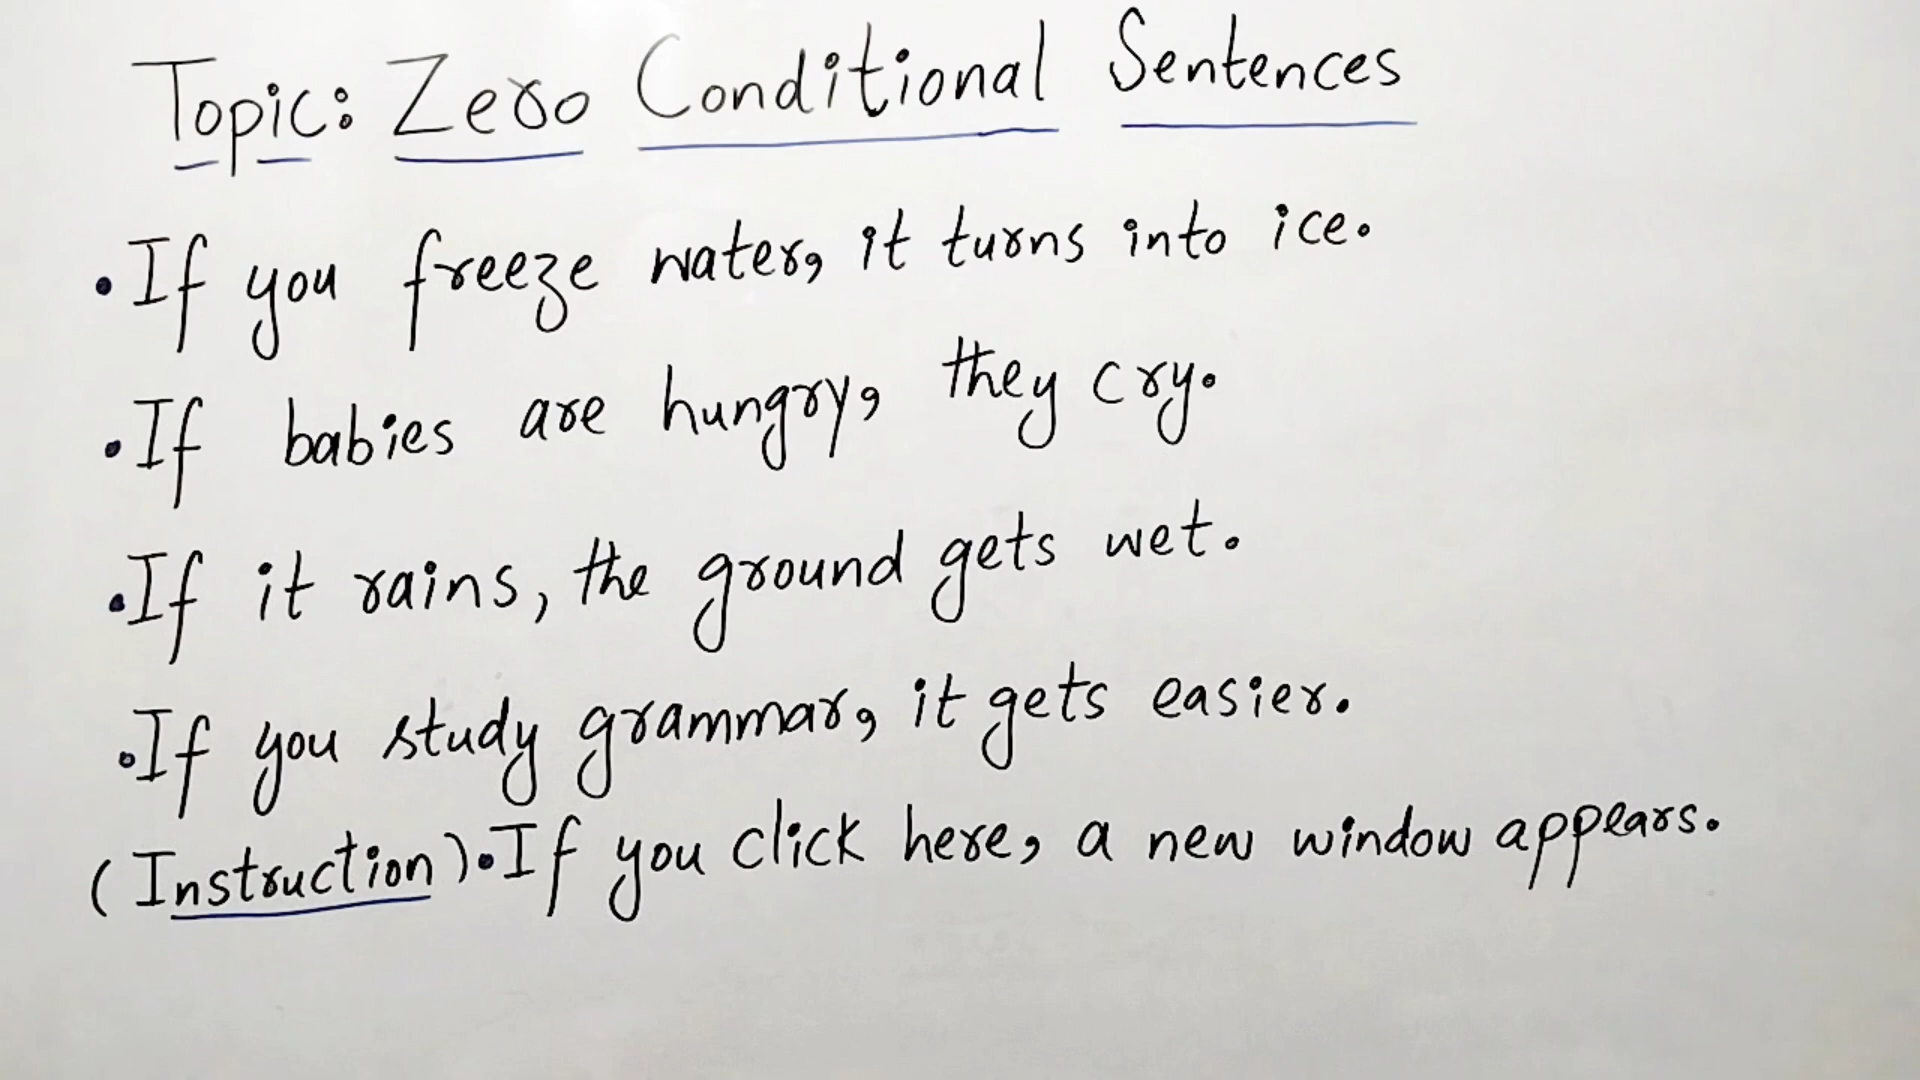 Topic: Zero Conditional Sentences
•If you freeze water, it turns into ice.
•If babies are hungry, they cry.
•If it rains, the ground gets wet.
•If you study grammar, it gets easier.
(Instruction)•If you click here, a new window appears.